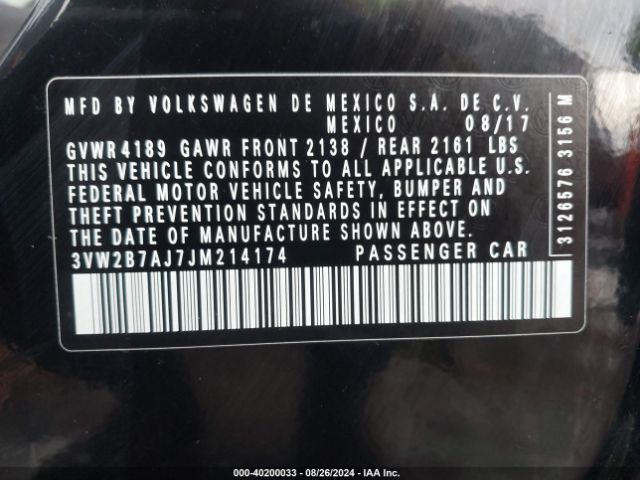 MFD BY VOLKSWAGEN DE MEXICO S.A. DE C.V.
MEXICO 08/17
GVWR 4189 GAWR FRONT 2138 / REAR 2161 LBS
THIS VEHICLE CONFORMS TO ALL APPLICABLE U.S.
FEDERAL MOTOR VEHICLE SAFETY, BUMPER AND
THEFT PREVENTION STANDARDS IN EFFECT ON
THE DATE OF MANUFACTURE SHOWN ABOVE.
3VW2B7AJ7JM214174 PASSENGER CAR
3126576 3156 M
000-40200033 - 08/26/2024 - IAA Inc.